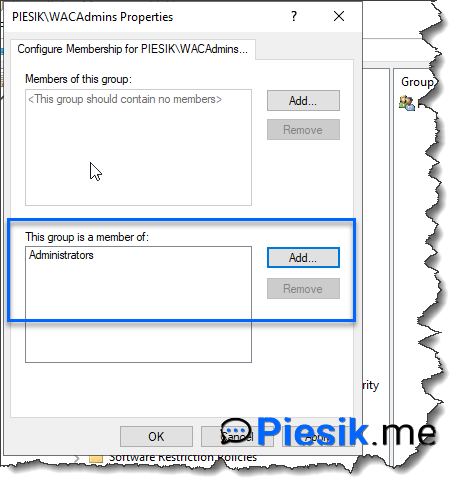 PIESIK\WACAdmins Properties
Configure Membership for PIESIK\WACAdmins...
Members of this group:
<This group should contain no members>
Add...
Remove
Group
This group is a member of:
Administrators
Add...
Remove
rity
OK
Cancel
Apply
Piesik.me
Software Restriction Policies